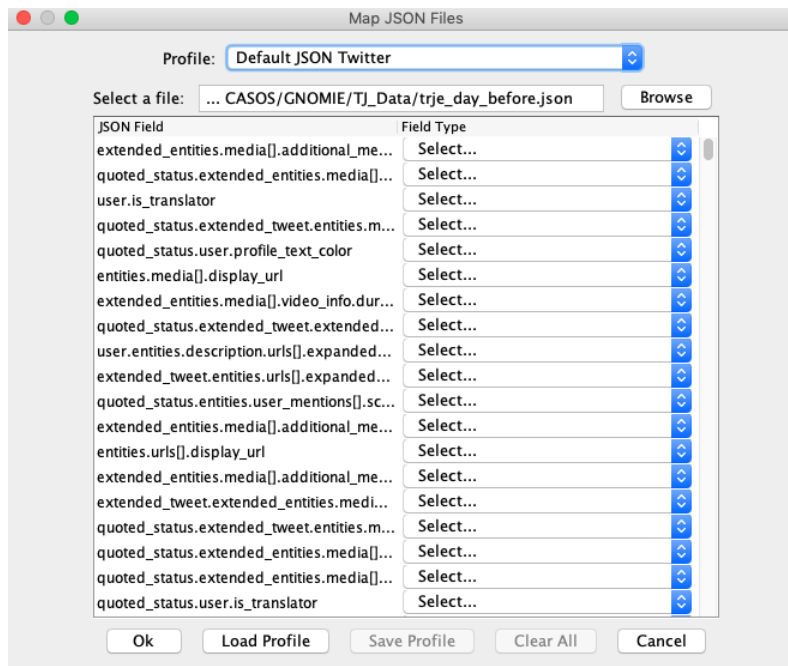 Map JSON Files
Profile: Default JSON Twitter
Select a file: ... CASOS/GNOMIE/TJ_Data/trje_day_before.json Browse
JSON Field Field Type
extended_entities.media[].additional_me... Select...
quoted_status.extended_entities.media[]... Select...
user.is_translator Select...
quoted_status.extended_tweet.entities.m... Select...
quoted_status.user.profile_text_color Select...
entities.media[].display_url Select...
extended_entities.media[].video_info.dur... Select...
quoted_status.extended_tweet.extended... Select...
user.entities.description.urls[].expanded... Select...
extended_tweet.entities.urls[].expanded... Select...
quoted_status.entities.user_mentions[].sc... Select...
extended_entities.media[].additional_me... Select...
entities.urls[].display_url Select...
extended_entities.media[].additional_me... Select...
extended_tweet.extended_entities.medi... Select...
quoted_status.extended_tweet.entities.m... Select...
quoted_status.extended_entities.media[]... Select...
quoted_status.extended_entities.media[]... Select...
quoted_status.user.is_translator Select...
Ok Load Profile Save Profile Clear All Cancel